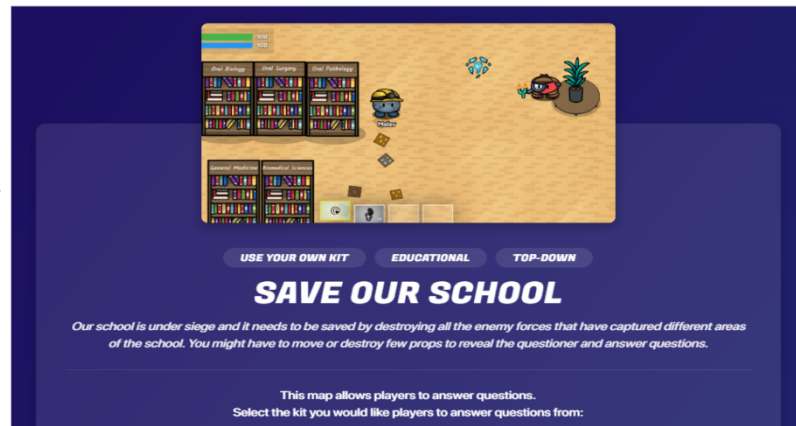 100
100
Oral Biology
Oral Surgery
Oral Pathology
General Medicine
Biomedical Sciences
USE YOUR OWN KIT
EDUCATIONAL
TOP-DOWN
SAVE OUR SCHOOL
Our school is under siege and it needs to be saved by destroying all the enemy forces that have captured different areas
of the school. You might have to move or destroy few props to reveal the questioner and answer questions.
This map allows players to answer questions.
Select the kit you would like players to answer questions from: